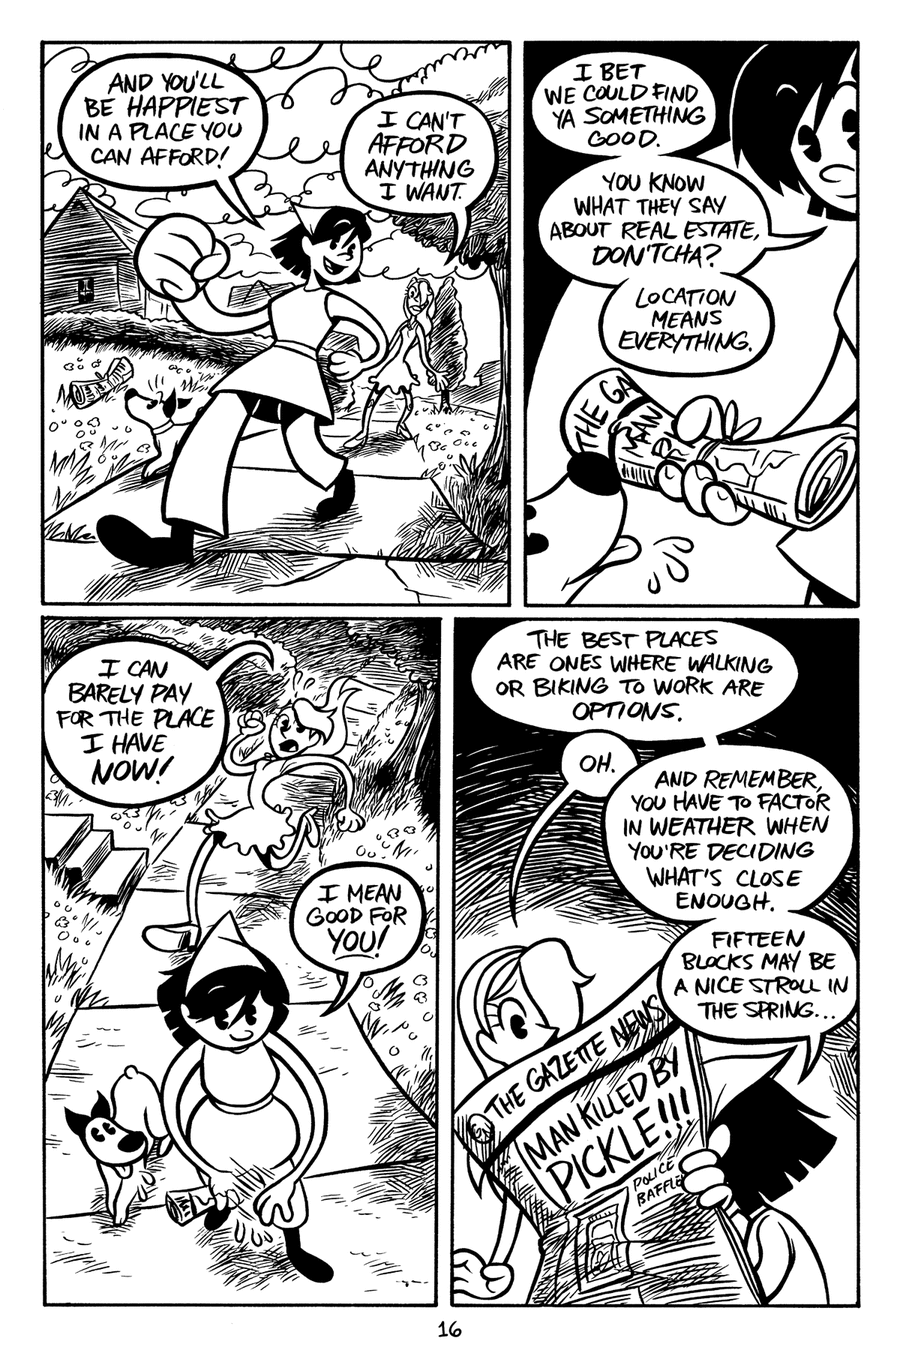 AND YOU'LL
BE HAPPIEST
IN A PLACE YOU
CAN AFFORD!
I CAN'T
AFFORD
ANYTHING
I WANT.
I BET
WE COULD FIND
YA SOMETHING
GOOD.
YOU KNOW
WHAT THEY SAY
ABOUT REAL ESTATE,
DON'TCHA?
LOCATION
MEANS
EVERYTHING.
THE GA
MAN
I CAN
BARELY PAY
FOR THE PLACE
I HAVE
NOW!
I MEAN
GOOD FOR
YOU!
THE BEST PLACES
ARE ONES WHERE WALKING
OR BIKING TO WORK ARE
OPTIONS.
OH.
AND REMEMBER,
YOU HAVE TO FACTOR
IN WEATHER WHEN
YOU'RE DECIDING
WHAT'S CLOSE
ENOUGH.
FIFTEEN
BLOCKS MAY BE
A NICE STROLL IN
THE SPRING...
THE GAZETTE NEWS
MAN KILLED BY
PICKLE!!!
POLICE
BAFFLE
16